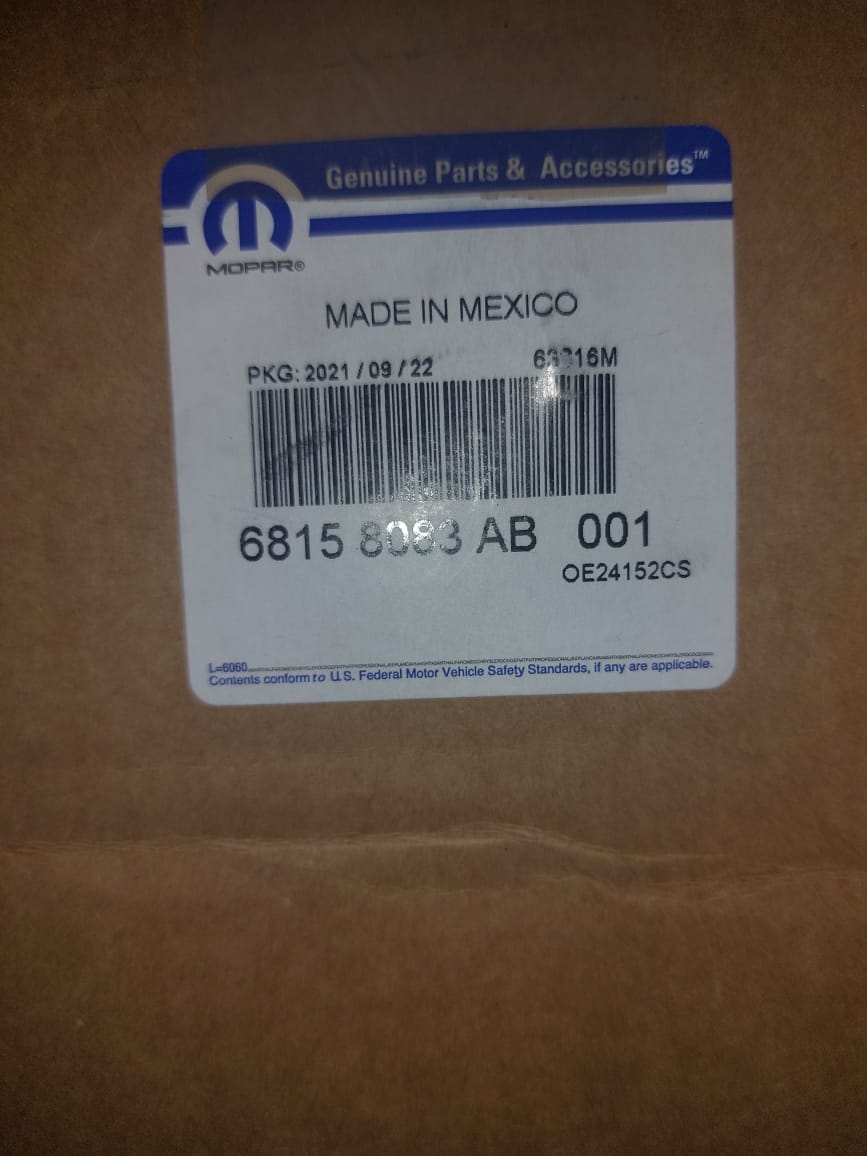 Genuine Parts & Accessories™
MOPAR®
MADE IN MEXICO
PKG: 2021 / 09 / 22
6815 8083 AB 001
OE24152CS
L=6060
Contents conform to U.S. Federal Motor Vehicle Safety Standards, if any are applicable.